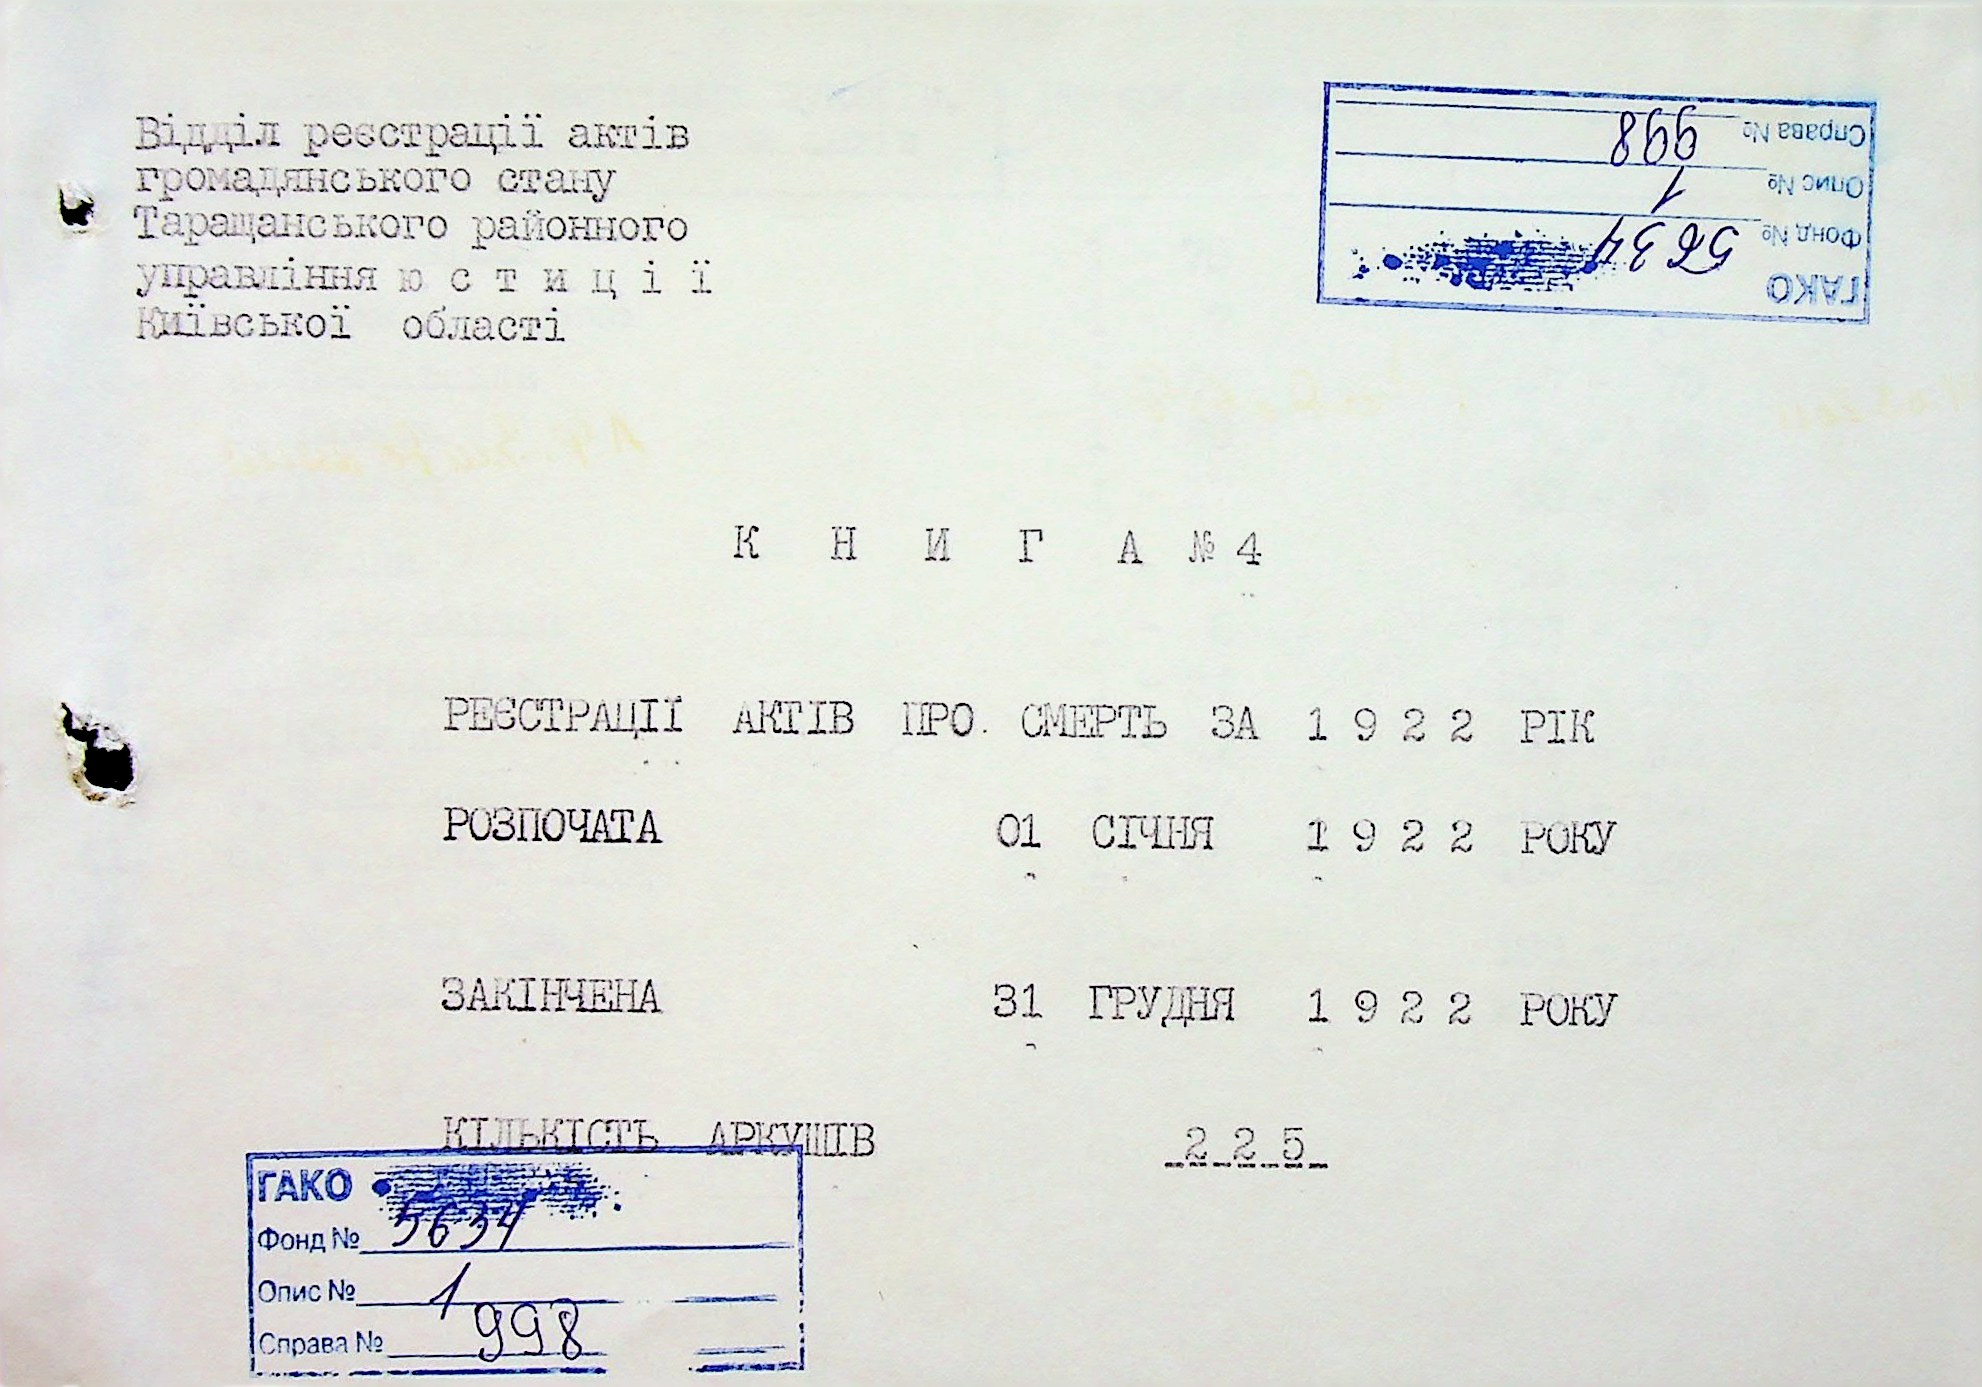 Відділ реєстрації актів
громадянського стану
Таращанського районного
управління ю с т и ц і ї
Київської області
ГАКО
Фонд № 5634
Опис № 1
Справа № 998
К Н И Г А № 4
РЕЄСТРАЦІЇ АКТІВ ПРО. СМЕРТЬ ЗА 1 9 2 2 РІК
РОЗПОЧАТА 01 СІЧНЯ 1 9 2 2 РОКУ
ЗАКІНЧЕНА 31 ГРУДНЯ 1 9 2 2 РОКУ
КІЛЬКІСТЬ АРКУШІВ 2 2 5
ГАКО
Фонд № 5634
Опис № 1
Справа № 998